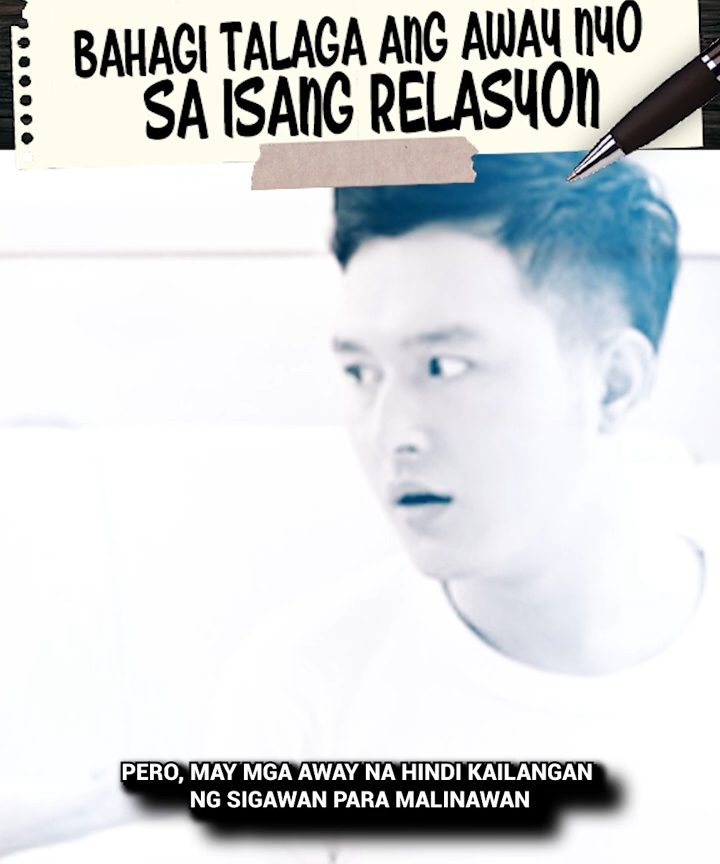 BAHAGI TALAGA ANG AWAY NYO
SA ISANG RELASYON
PERO, MAY MGA AWAY NA HINDI KAILANGAN
NG SIGAWAN PARA MALINAWAN